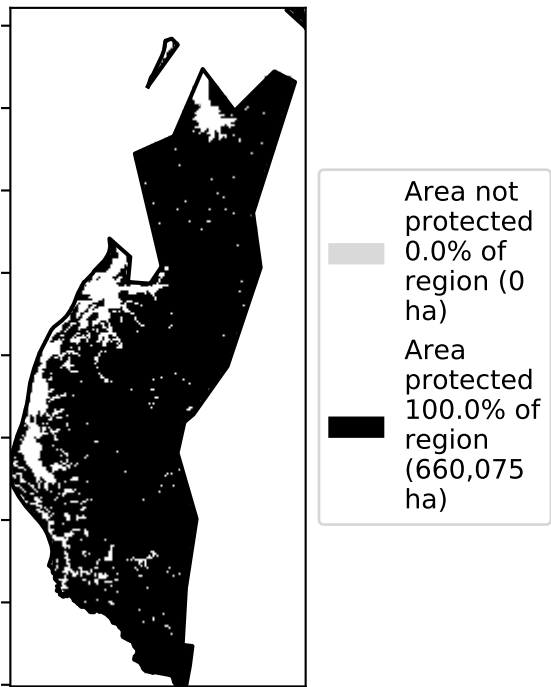 Area not
protected
0.0% of
region (0
ha)
Area
protected
100.0% of
region
(660,075
ha)